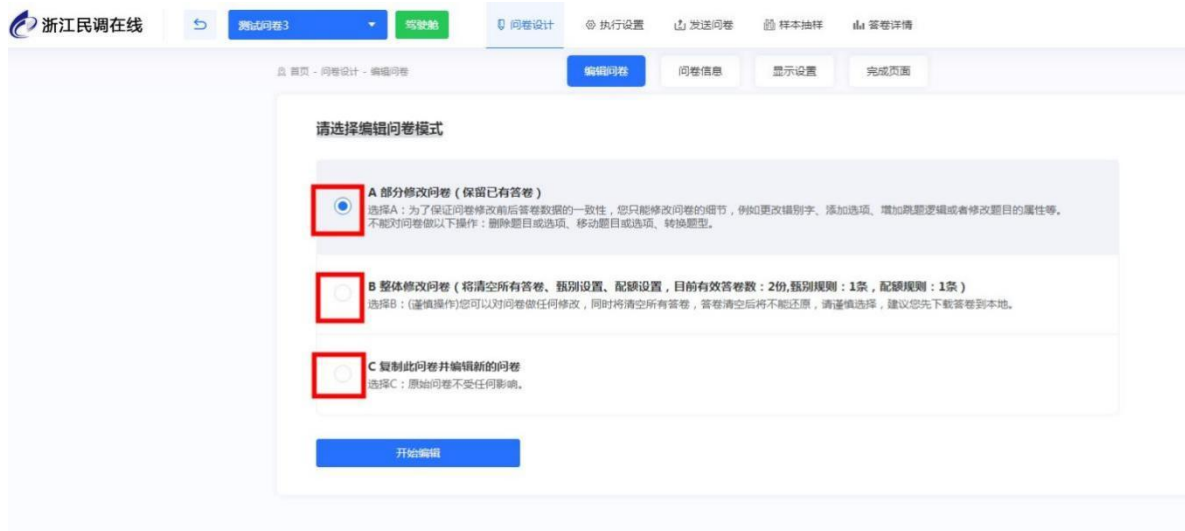 浙江民调在线
测试问卷3
驾驶舱
问卷设计
执行设置
发送问卷
样本抽样
答卷详情
首页 - 问卷设计 - 编辑问卷
编辑问卷
问卷信息
显示设置
完成页面
请选择编辑问卷模式
A 部分修改问卷（保留已有答卷）
选择A：为了保证问卷修改前后答卷数据的一致性，您只能修改问卷的细节，例如更改错别字、添加选项、增加跳题逻辑或者修改题目的属性等。
不能对问卷做以下操作：删除题目或选项、移动题目或选项、转换题型。
B 整体修改问卷（将清空所有答卷、甄别设置、配额设置，目前有效答卷数：2份,甄别规则：1条，配额规则：1条）
选择B：(谨慎操作)您可以对问卷做任何修改，同时将清空所有答卷，答卷清空后将不能还原，请谨慎选择，建议您先下载答卷到本地。
C 复制此问卷并编辑新的问卷
选择C：原始问卷不受任何影响。
开始编辑